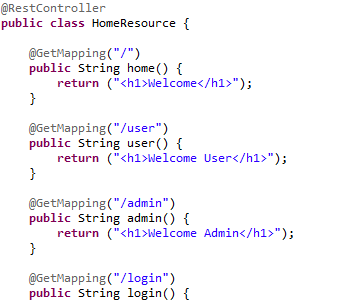 @RestController
public class HomeResource {
@GetMapping("/")
public String home() {
return ("<h1>Welcome</h1>");
}
@GetMapping("/user")
public String user() {
return ("<h1>Welcome User</h1>");
}
@GetMapping("/admin")
public String admin() {
return ("<h1>Welcome Admin</h1>");
}
@GetMapping("/login")
public String login() {